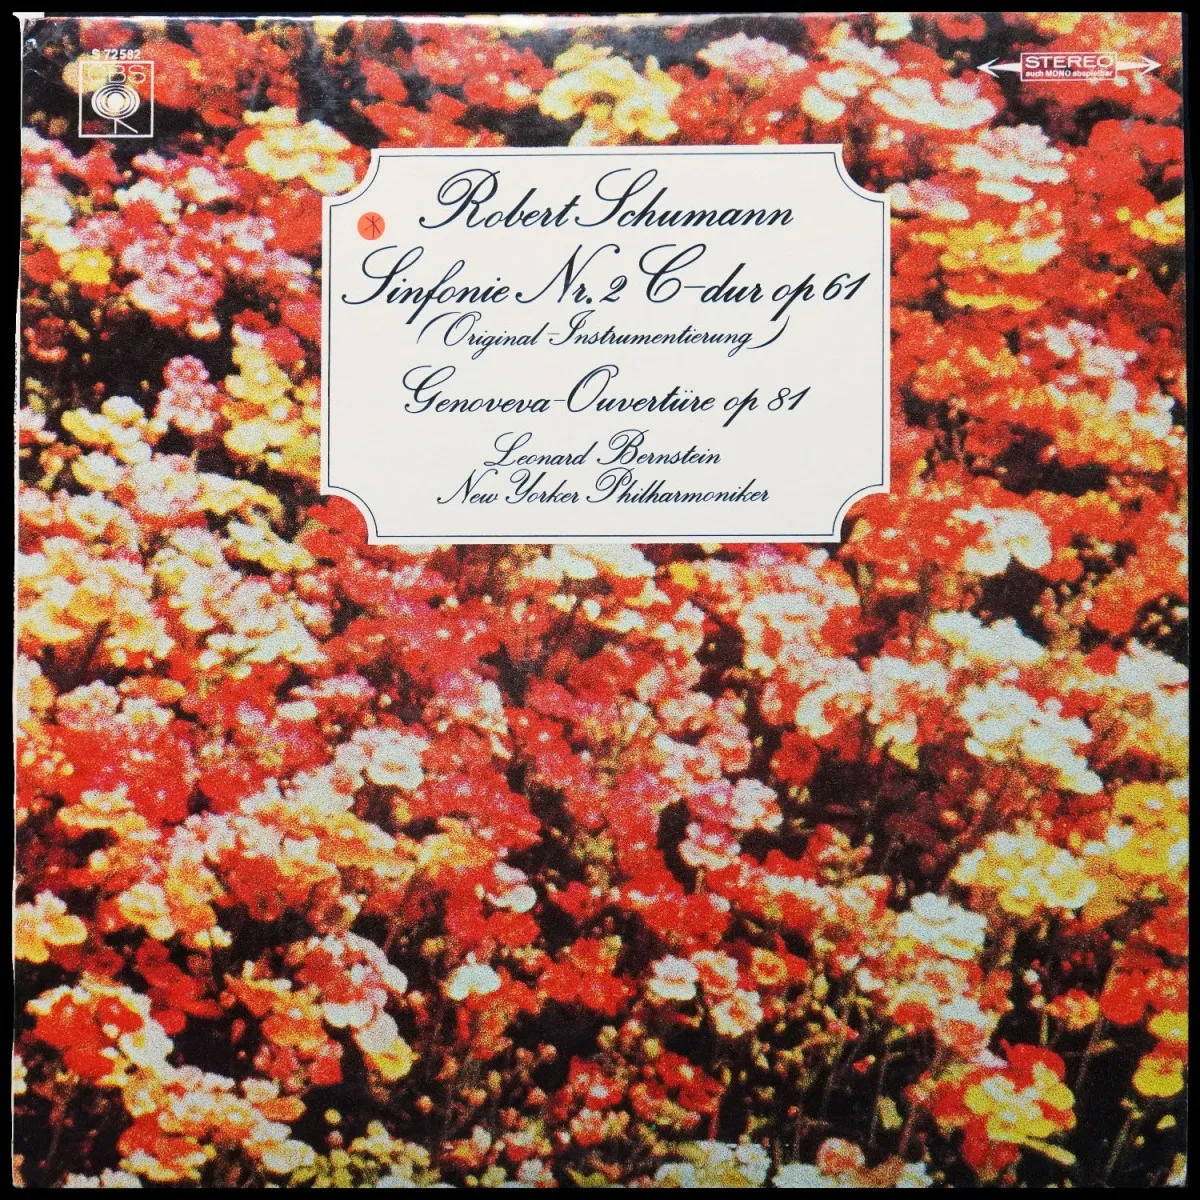 S 72582
CBS
STEREO
auch MONO abspielbar
Robert Schumann
Sinfonie Nr. 2 C-dur op 61
(Original-Instrumentierung)
Genoveva-Ouvertüre op 81
Leonard Bernstein
New Yorker Philharmoniker